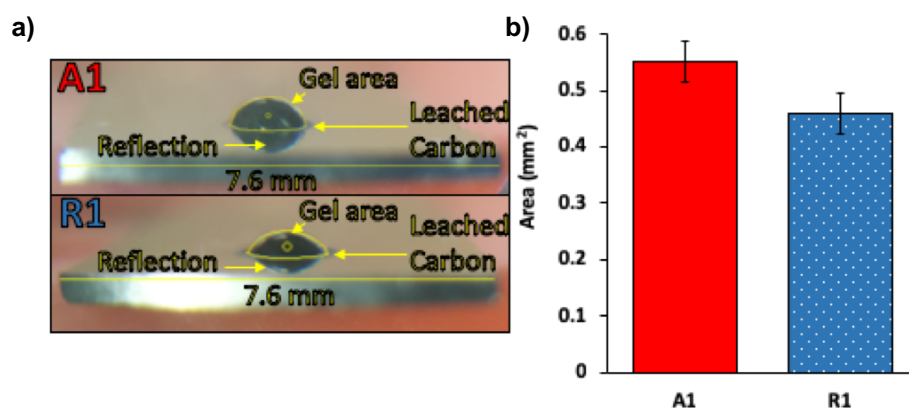 a)
A1
Gel area
Leached
Carbon
Reflection
7.6 mm
R1
Gel area
Leached
Carbon
Reflection
7.6 mm
b)
Area (mm²)
0.6
0.5
0.4
0.3
0.2
0.1
0
A1
R1